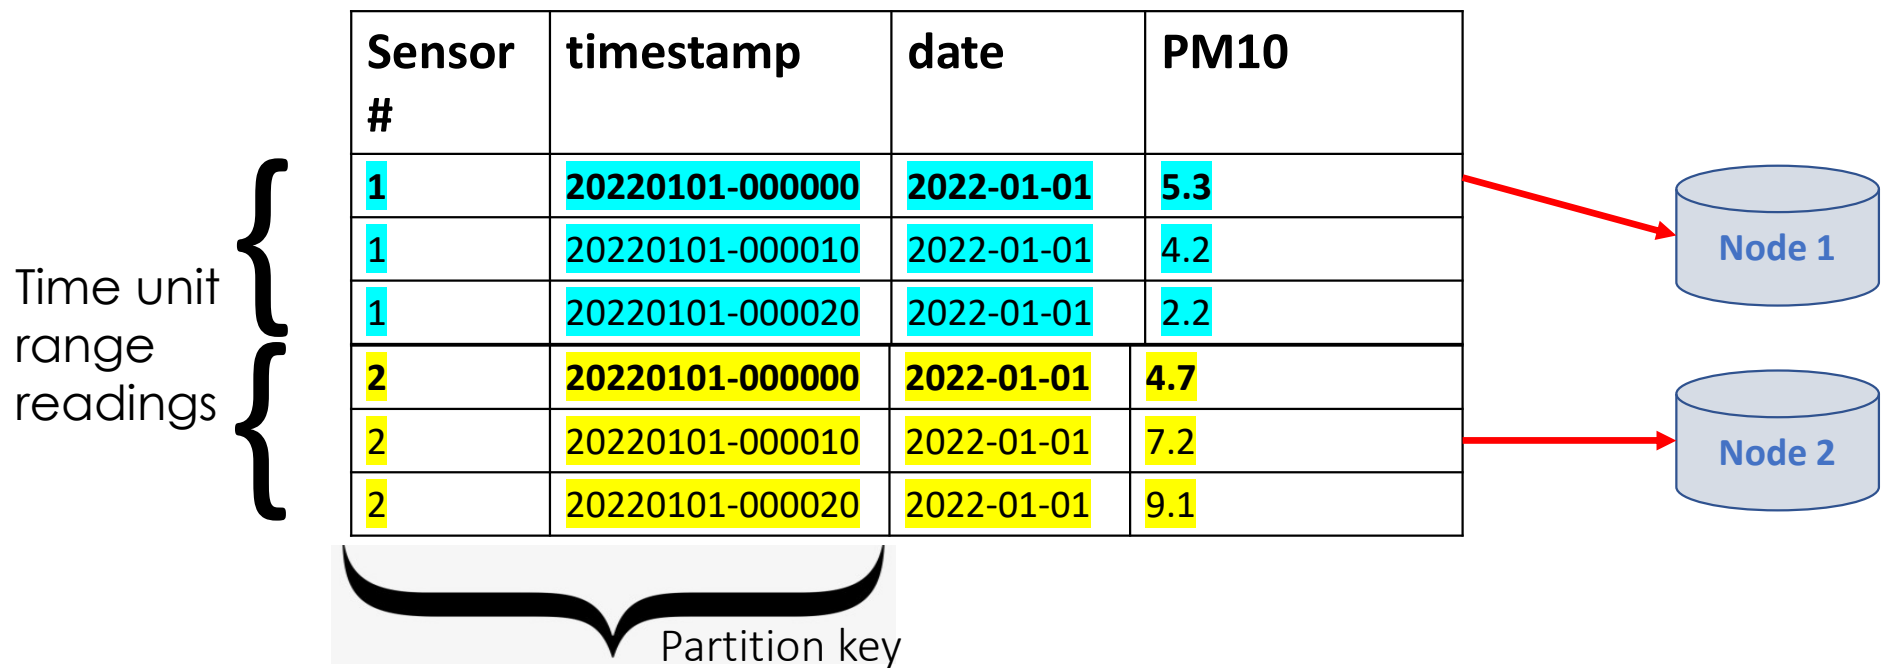 Sensor # timestamp date PM10
1 20220101-000000 2022-01-01 5.3
1 20220101-000010 2022-01-01 4.2
1 20220101-000020 2022-01-01 2.2
2 20220101-000000 2022-01-01 4.7
2 20220101-000010 2022-01-01 7.2
2 20220101-000020 2022-01-01 9.1
Time unit
range
readings
Node 1
Node 2
Partition key